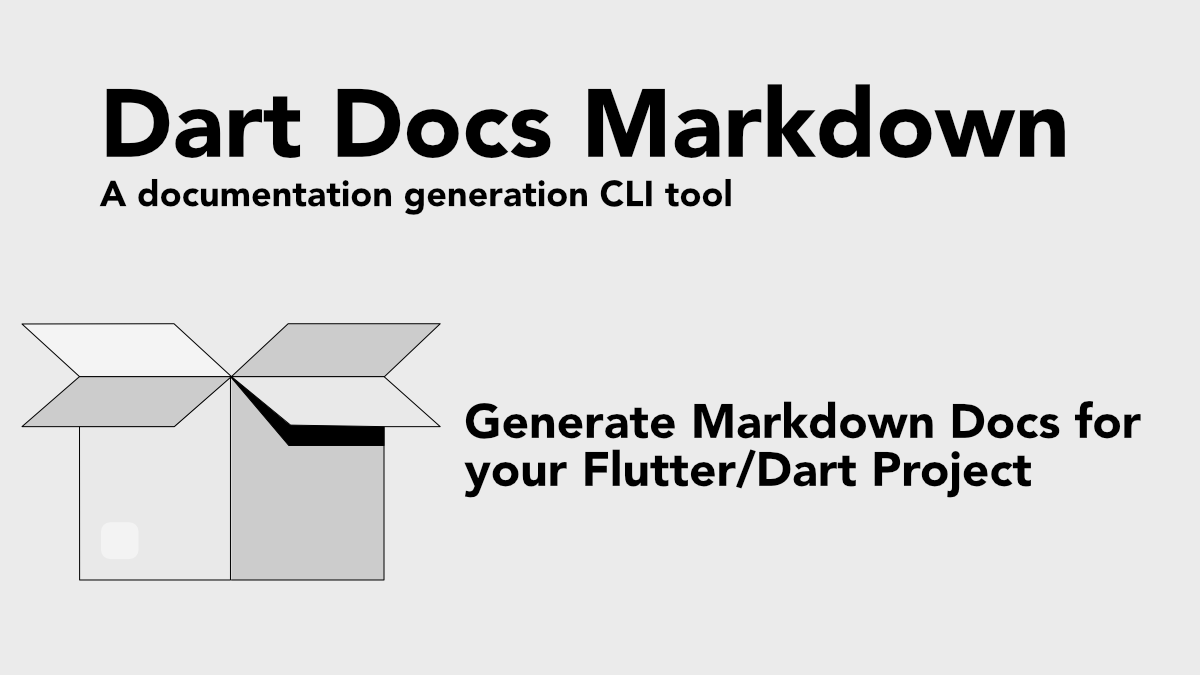 Dart Docs Markdown
A documentation generation CLI tool
Generate Markdown Docs for
your Flutter/Dart Project